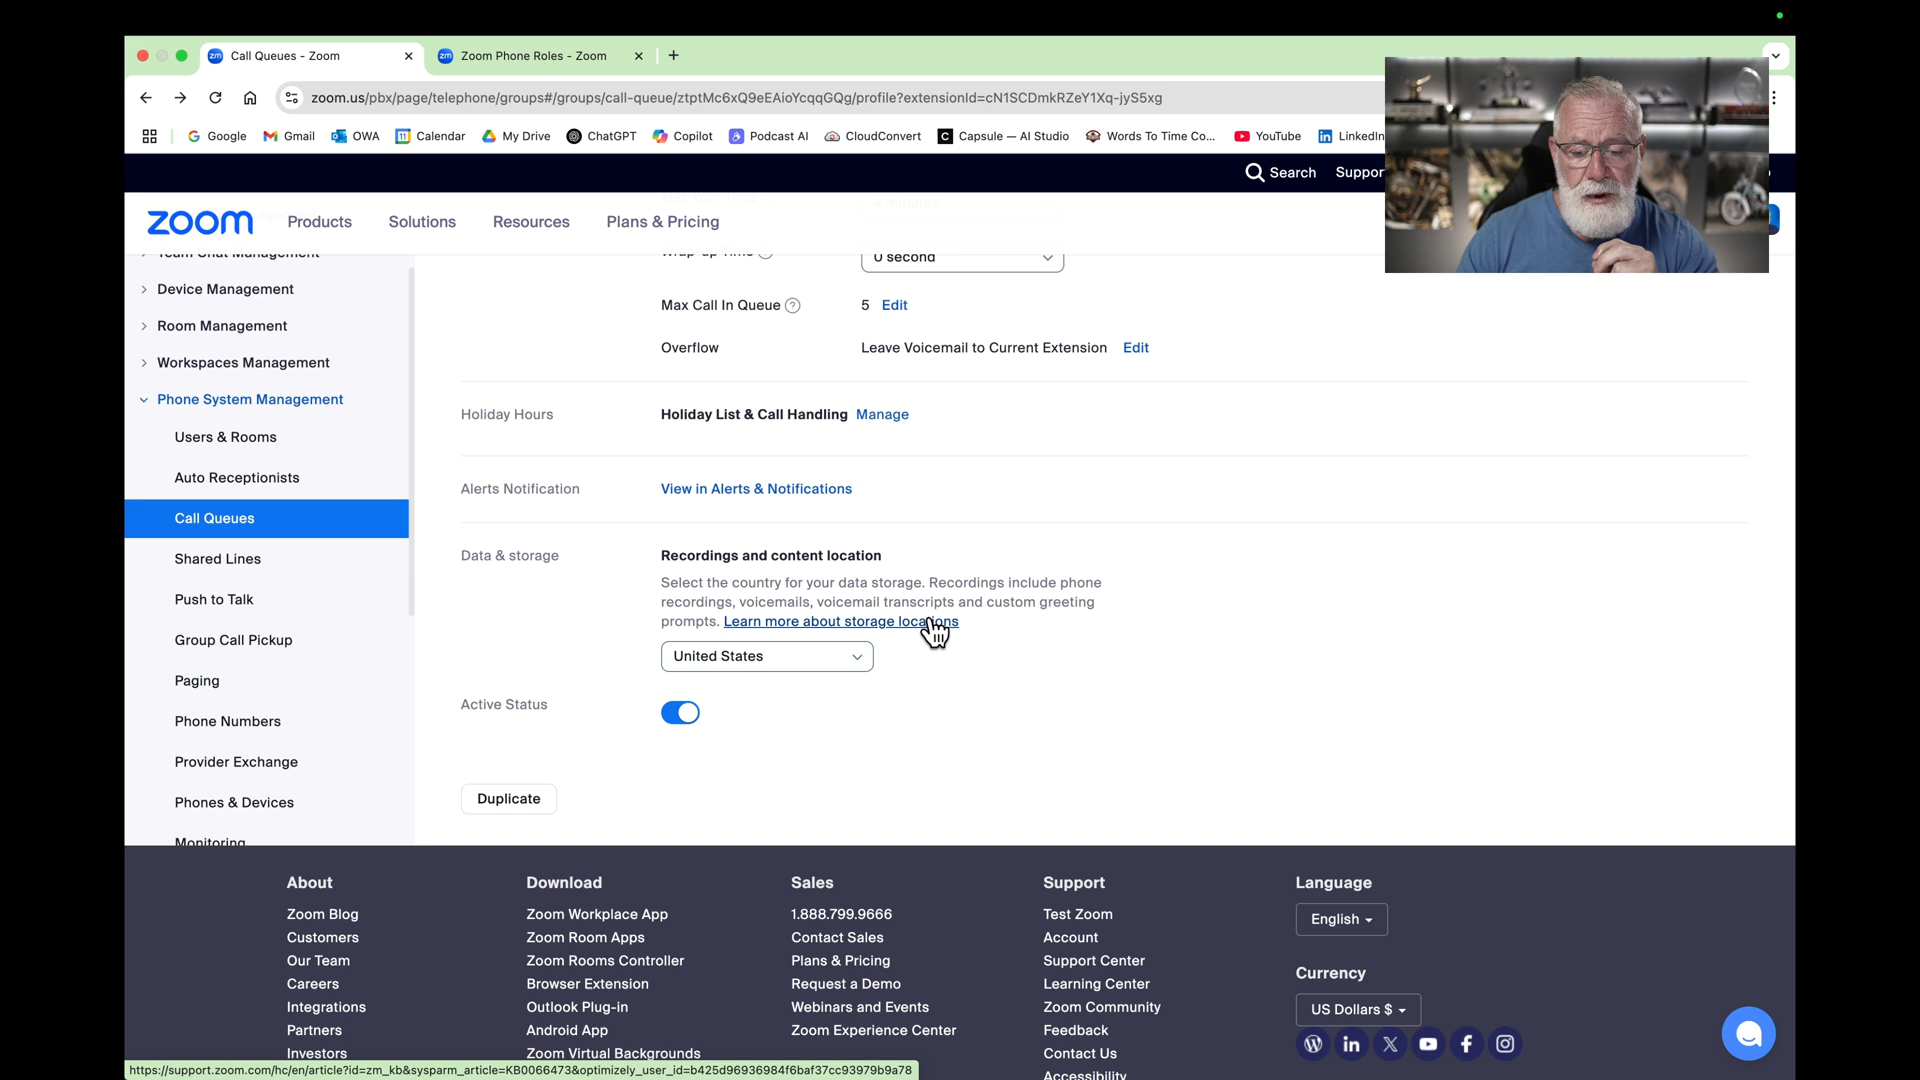 Call Queues - Zoom
Zoom Phone Roles - Zoom
zoom.us/pbx/page/telephone/groups#/groups/call-queue/ztptMc6xQ9eEAioYcqqGQg/profile?extensionId=cN1SCDmkRZeY1Xq-jyS5xg
Google
Gmail
OWA
Calendar
My Drive
ChatGPT
Copilot
Podcast AI
CloudConvert
Capsule — AI Studio
Words To Time Co...
YouTube
LinkedIn
Search
Suppor
zoom
Products
Solutions
Resources
Plans & Pricing
Team Chat Management
Device Management
Room Management
Workspaces Management
Phone System Management
Users & Rooms
Auto Receptionists
Call Queues
Shared Lines
Push to Talk
Group Call Pickup
Paging
Phone Numbers
Provider Exchange
Phones & Devices
Monitoring
4 minutes
Wrap-up Time
0 second
Max Call In Queue ?
5 Edit
Overflow
Leave Voicemail to Current Extension Edit
Holiday Hours
Holiday List & Call Handling Manage
Alerts Notification
View in Alerts & Notifications
Data & storage
Recordings and content location
Select the country for your data storage. Recordings include phone
recordings, voicemails, voicemail transcripts and custom greeting
prompts. Learn more about storage locations
United States
Active Status
Duplicate
About
Zoom Blog
Customers
Our Team
Careers
Integrations
Partners
Investors
Download
Zoom Workplace App
Zoom Room Apps
Zoom Rooms Controller
Browser Extension
Outlook Plug-in
Android App
Zoom Virtual Backgrounds
Sales
1.888.799.9666
Contact Sales
Plans & Pricing
Request a Demo
Webinars and Events
Zoom Experience Center
Support
Test Zoom
Account
Support Center
Learning Center
Zoom Community
Feedback
Contact Us
Accessibility
Language
English
Currency
US Dollars $
https://support.zoom.com/hc/en/article?id=zm_kb&sysparm_article=KB0066473&optimizely_user_id=b425d96936984f6baf37cc93979b9a78